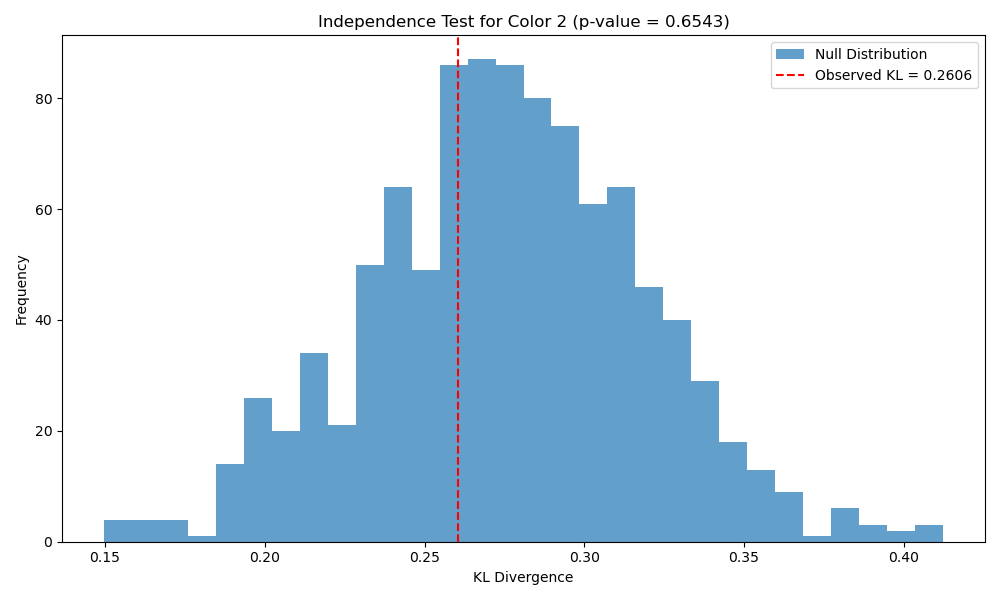 Independence Test for Color 2 (p-value = 0.6543)
Null Distribution
Observed KL = 0.2606
Frequency
80
60
40
20
0
0.15 0.20 0.25 0.30 0.35 0.40
KL Divergence